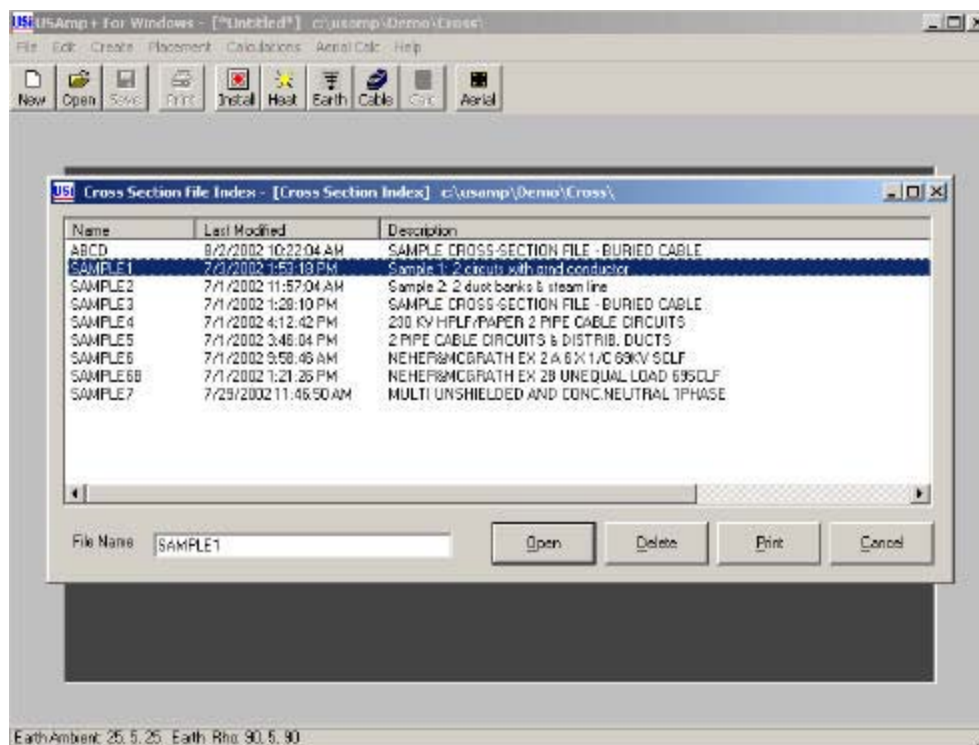 USi USAmp+ For Windows - [*Untitled*] c:\usamp\Demo\Cross\
File Edit Create Placement Calculations Aerial Calc Help
New Open Save Print Install Heat Earth Cable Calc Aerial
USi Cross Section File Index - [Cross Section Index] c:\usamp\Demo\Cross\
Name Last Modified Description
ABCD 8/2/2002 10:22:04 AM SAMPLE CROSS-SECTION FILE - BURIED CABLE
SAMPLE1 7/3/2002 1:53:18 PM Sample 1: 2 circuts with grnd conductor
SAMPLE2 7/1/2002 11:57:04 AM Sample 2: 2 duct banks & steam line
SAMPLE3 7/1/2002 1:28:10 PM SAMPLE CROSS-SECTION FILE - BURIED CABLE
SAMPLE4 7/1/2002 4:12:42 PM 230 KV HPLF/PAPER 2 PIPE CABLE CIRCUITS
SAMPLE5 7/1/2002 3:46:04 PM 2 PIPE CABLE CIRCUITS & DISTRIB. DUCTS
SAMPLE6 7/1/2002 9:58:46 AM NEHER&MCGRATH EX 2 A 6 X 1/C 69KV SCLF
SAMPLE6B 7/1/2002 1:21:26 PM NEHER&MCGRATH EX 2B UNEQUAL LOAD 69SCLF
SAMPLE7 7/29/2002 11:46:50 AM MULTI UNSHIELDED AND CONC.NEUTRAL 1PHASE
File Name SAMPLE1 Open Delete Print Cancel
Earth Ambient: 25, 5, 25 Earth Rho: 90, 5, 90